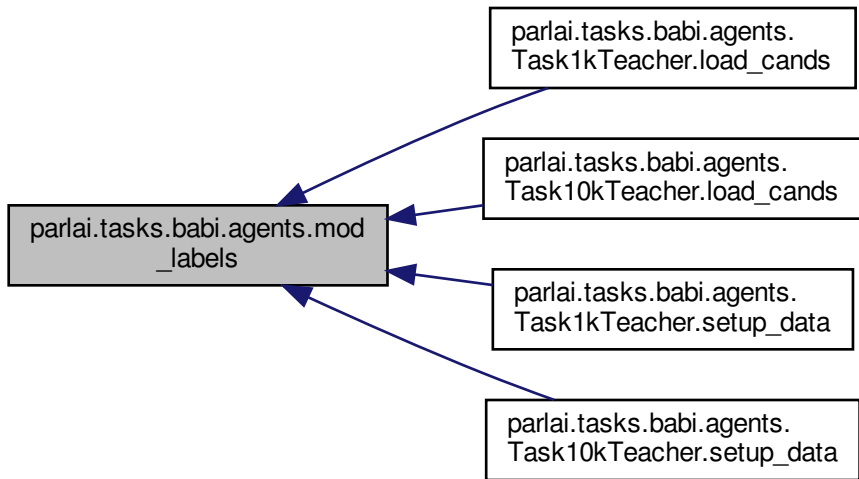 parlai.tasks.babi.agents.mod
_labels
parlai.tasks.babi.agents.
Task1kTeacher.load_cands
parlai.tasks.babi.agents.
Task10kTeacher.load_cands
parlai.tasks.babi.agents.
Task1kTeacher.setup_data
parlai.tasks.babi.agents.
Task10kTeacher.setup_data